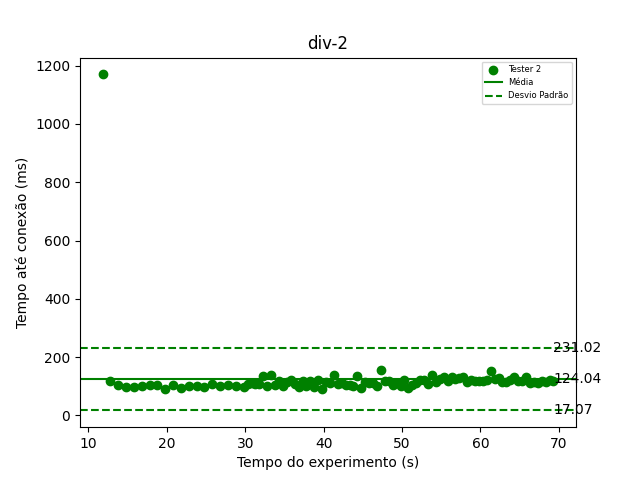 div-2
Tester 2
Média
Desvio Padrão
1200
1000
800
600
400
200
0
Tempo até conexão (ms)
231.02
124.04
17.07
10 20 30 40 50 60 70
Tempo do experimento (s)